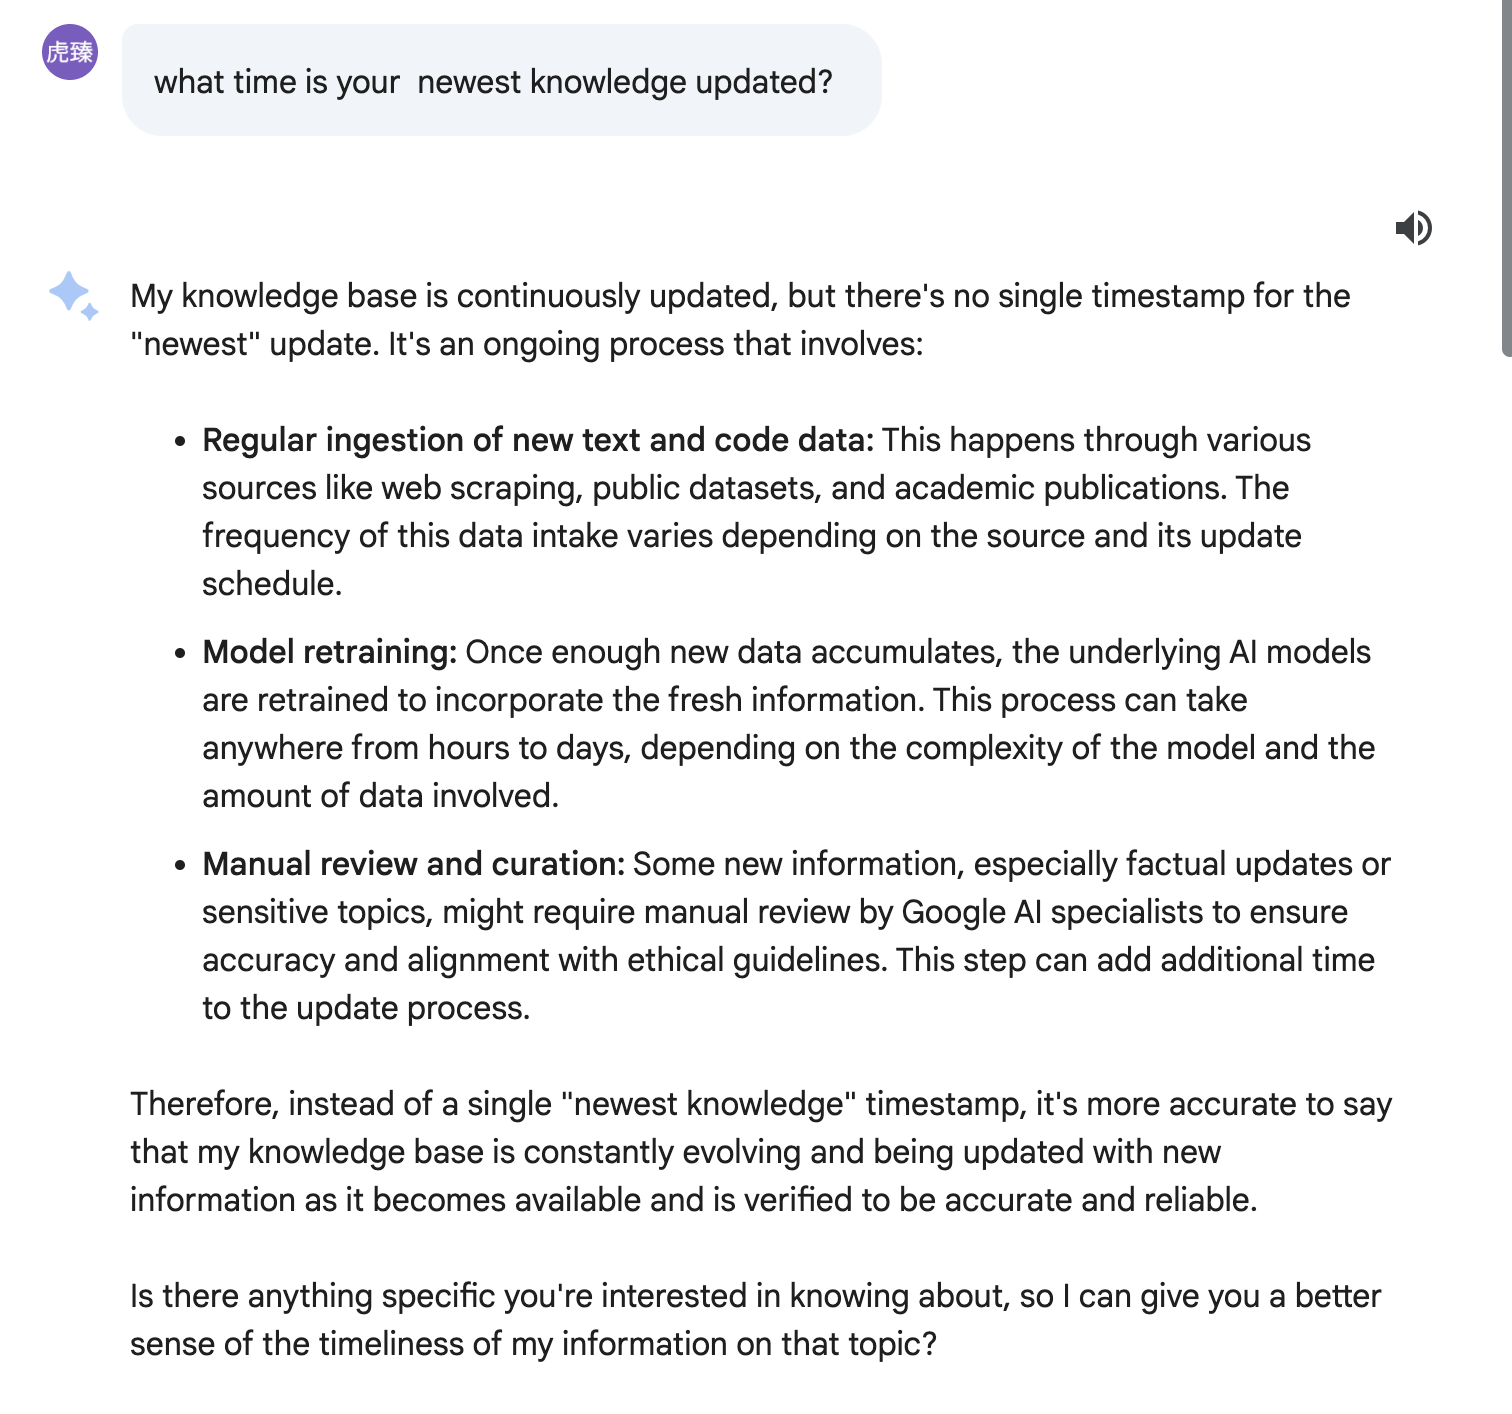 虎臻
what time is your  newest knowledge updated?
My knowledge base is continuously updated, but there's no single timestamp for the
"newest" update. It's an ongoing process that involves:
• Regular ingestion of new text and code data: This happens through various
sources like web scraping, public datasets, and academic publications. The
frequency of this data intake varies depending on the source and its update
schedule.
• Model retraining: Once enough new data accumulates, the underlying AI models
are retrained to incorporate the fresh information. This process can take
anywhere from hours to days, depending on the complexity of the model and the
amount of data involved.
• Manual review and curation: Some new information, especially factual updates or
sensitive topics, might require manual review by Google AI specialists to ensure
accuracy and alignment with ethical guidelines. This step can add additional time
to the update process.
Therefore, instead of a single "newest knowledge" timestamp, it's more accurate to say
that my knowledge base is constantly evolving and being updated with new
information as it becomes available and is verified to be accurate and reliable.
Is there anything specific you're interested in knowing about, so I can give you a better
sense of the timeliness of my information on that topic?